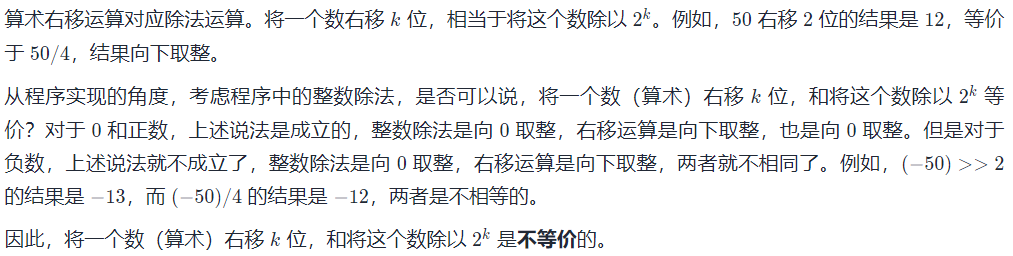 算术右移运算对应除法运算。将一个数右移 k 位，相当于将这个数除以 2^k。例如，50 右移 2 位的结果是 12，等价
于 50/4，结果向下取整。
从程序实现的角度，考虑程序中的整数除法，是否可以说，将一个数（算术）右移 k 位，和将这个数除以 2^k 等
价？对于 0 和正数，上述说法是成立的，整数除法是向 0 取整，右移运算是向下取整，也是向 0 取整。但是对于
负数，上述说法就不成立了，整数除法是向 0 取整，右移运算是向下取整，两者就不相同了。例如，(−50) >> 2
的结果是 −13，而 (−50)/4 的结果是 −12，两者是不相等的。
因此，将一个数（算术）右移 k 位，和将这个数除以 2^k 是不等价的。